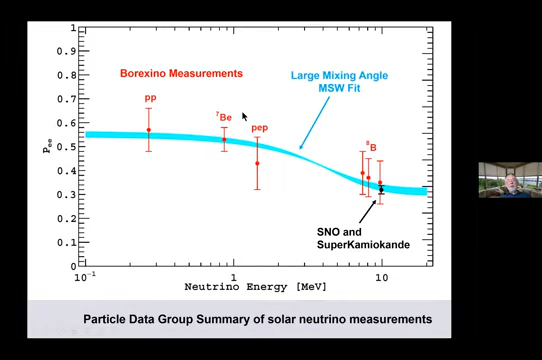 1
0.9
0.8
0.7
0.6
0.5
0.4
0.3
0.2
0.1
0
Pee
Borexino Measurements
Large Mixing Angle
MSW Fit
pp
⁷Be
pep
⁸B
SNO and
SuperKamiokande
10⁻¹
1
10
Neutrino Energy [MeV]
Particle Data Group Summary of solar neutrino measurements